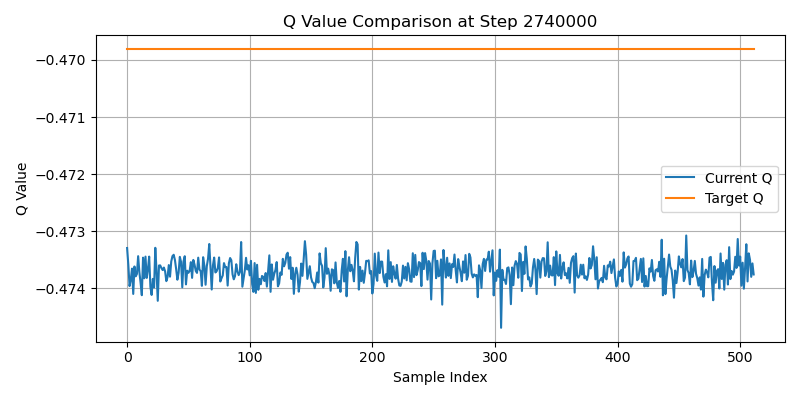 Q Value Comparison at Step 2740000
−0.470
−0.471
−0.472
−0.473
−0.474
Q Value
Current Q
Target Q
0
100
200
300
400
500
Sample Index